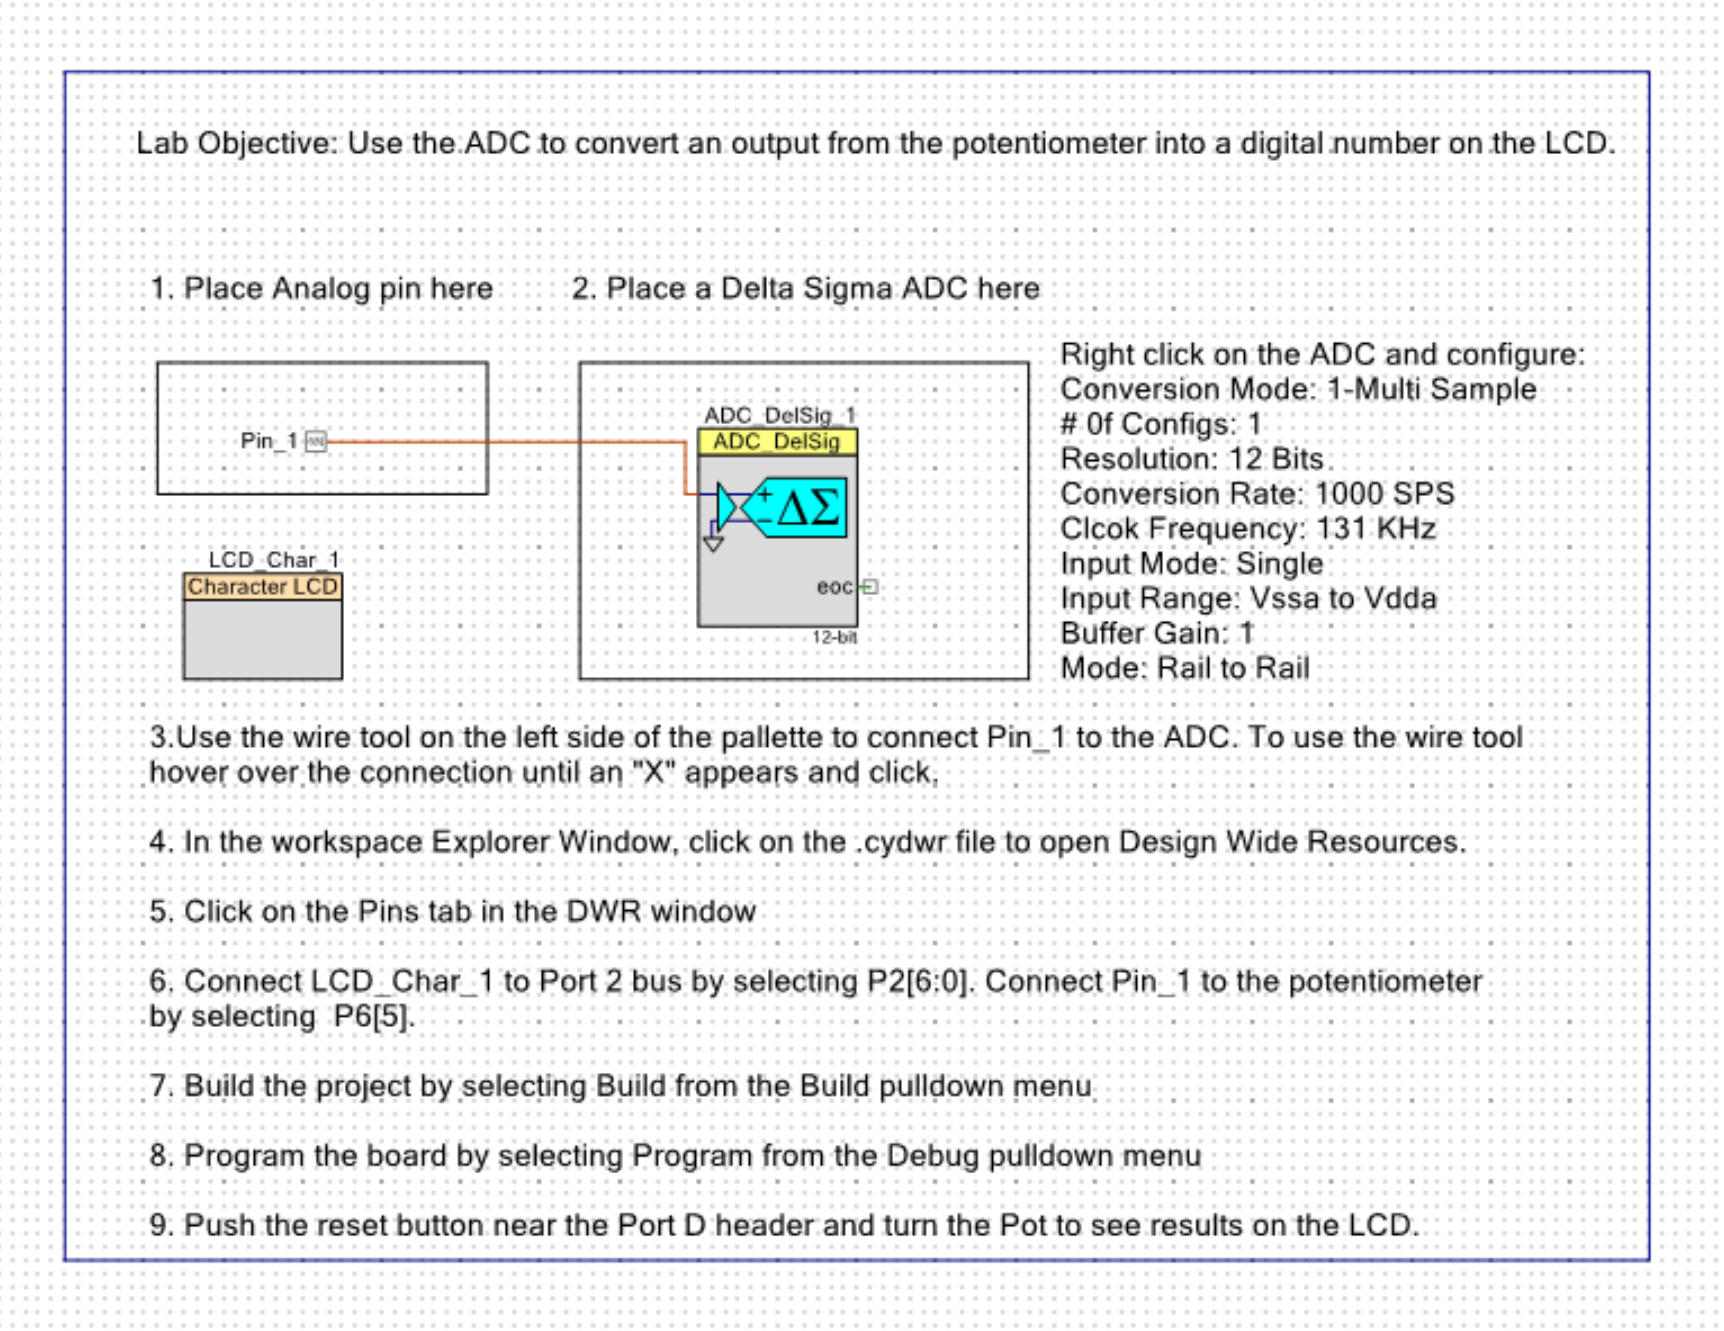 Lab Objective: Use the ADC to convert an output from the potentiometer into a digital number on the LCD.
1. Place Analog pin here
2. Place a Delta Sigma ADC here
Pin_1
ADC_DelSig_1
ADC_DelSig
+
ΔΣ
−
eoc
12-bit
LCD_Char_1
Character LCD
Right click on the ADC and configure:
Conversion Mode: 1-Multi Sample
# 0f Configs: 1
Resolution: 12 Bits
Conversion Rate: 1000 SPS
Clcok Frequency: 131 KHz
Input Mode: Single
Input Range: Vssa to Vdda
Buffer Gain: 1
Mode: Rail to Rail
3.Use the wire tool on the left side of the pallette to connect Pin_1 to the ADC. To use the wire tool
hover over the connection until an "X" appears and click.
4. In the workspace Explorer Window, click on the .cydwr file to open Design Wide Resources.
5. Click on the Pins tab in the DWR window
6. Connect LCD_Char_1 to Port 2 bus by selecting P2[6:0]. Connect Pin_1 to the potentiometer
by selecting  P6[5].
7. Build the project by selecting Build from the Build pulldown menu
8. Program the board by selecting Program from the Debug pulldown menu
9. Push the reset button near the Port D header and turn the Pot to see results on the LCD.